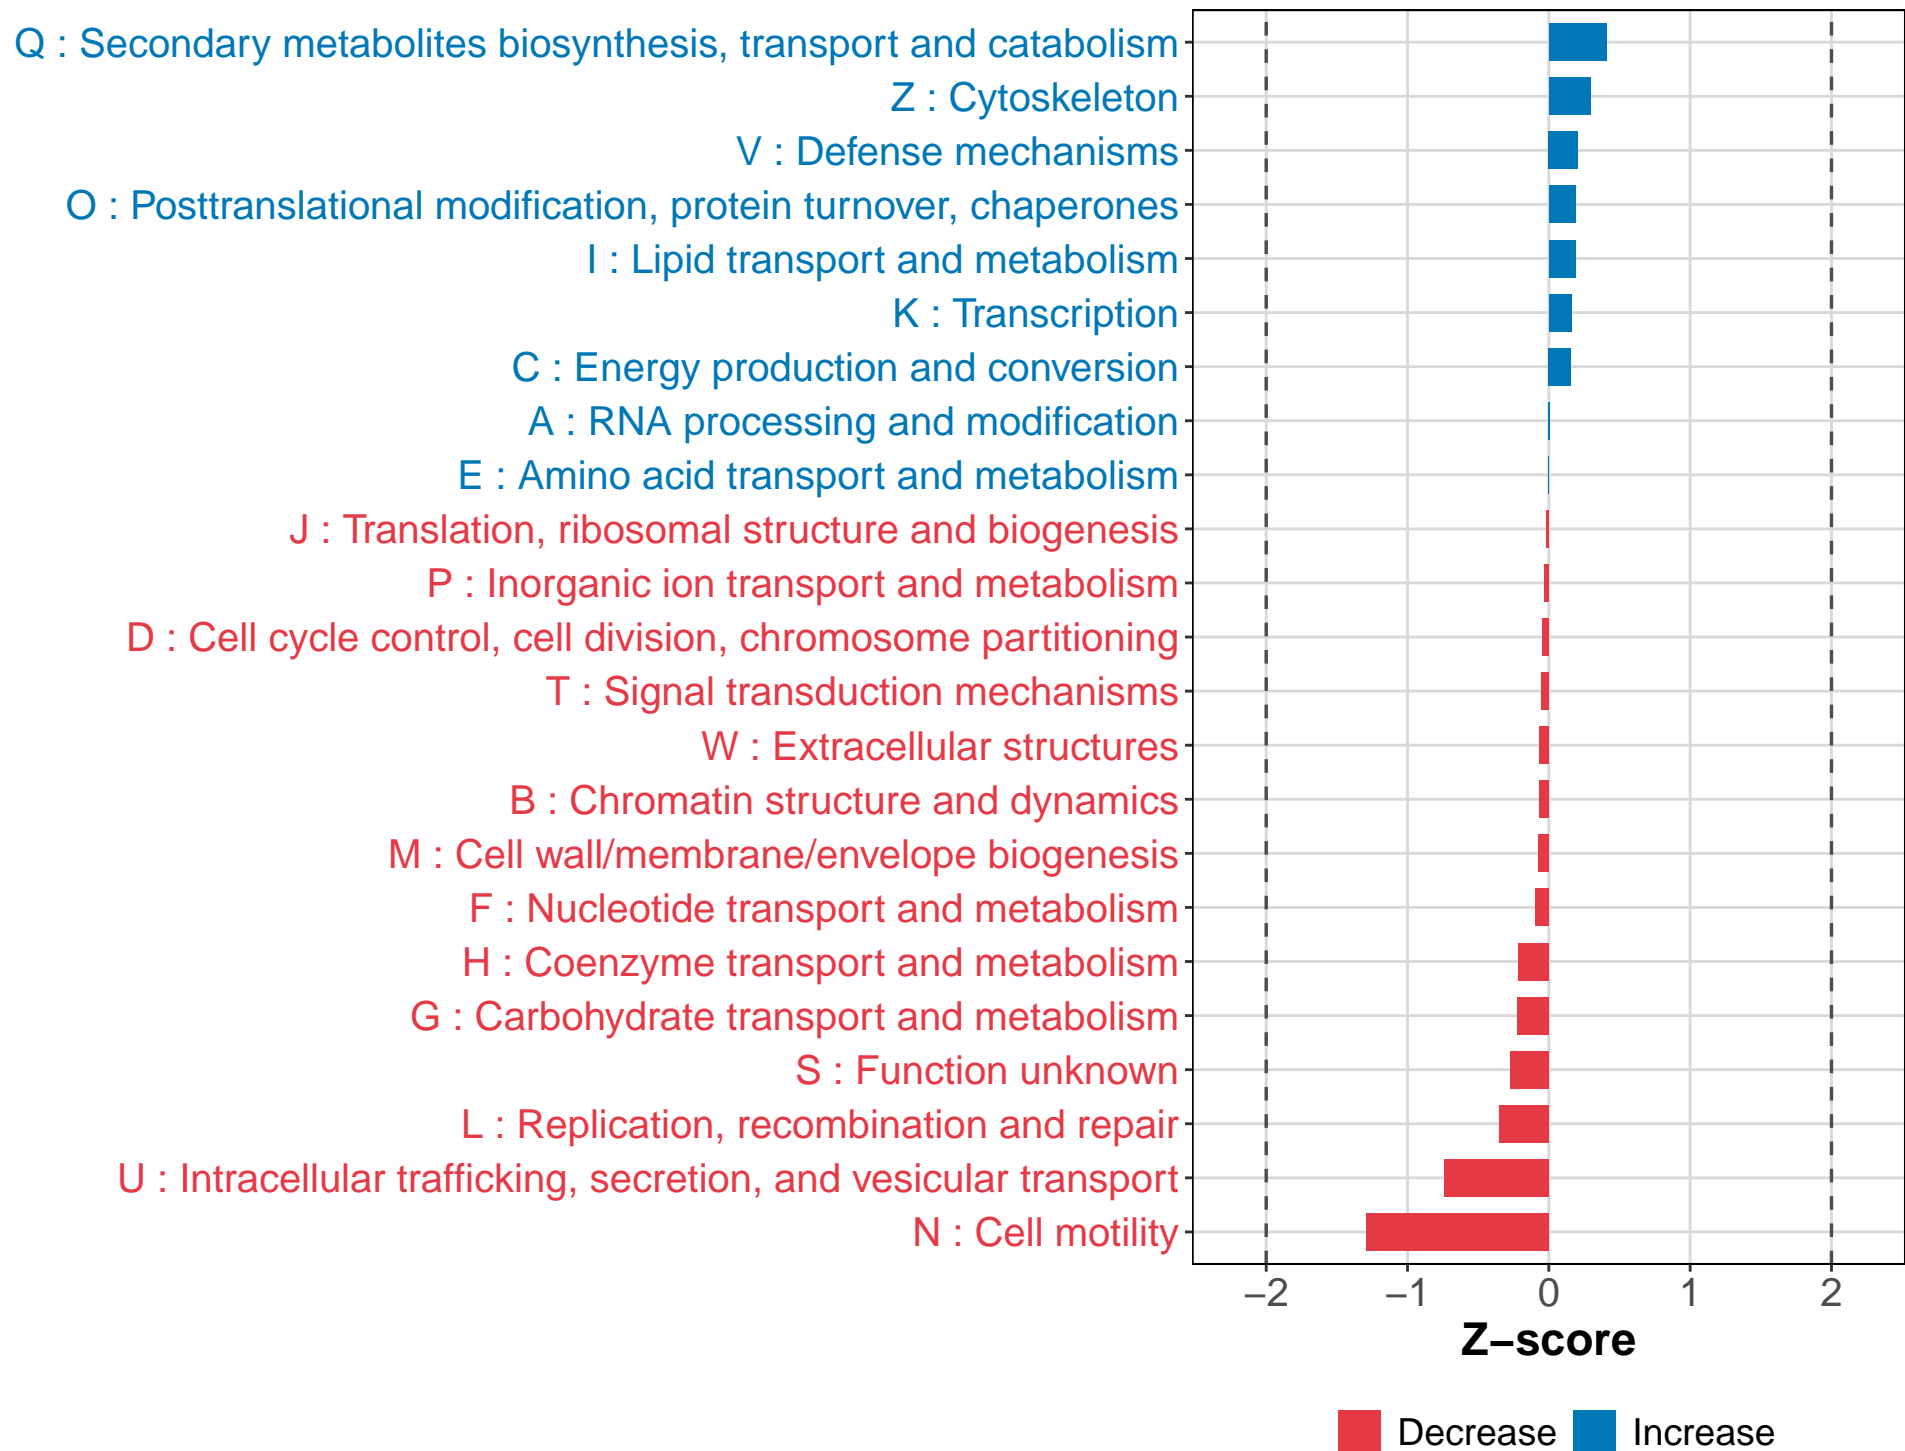 Q : Secondary metabolites biosynthesis, transport and catabolism
Z : Cytoskeleton
V : Defense mechanisms
O : Posttranslational modification, protein turnover, chaperones
I : Lipid transport and metabolism
K : Transcription
C : Energy production and conversion
A : RNA processing and modification
E : Amino acid transport and metabolism
J : Translation, ribosomal structure and biogenesis
P : Inorganic ion transport and metabolism
D : Cell cycle control, cell division, chromosome partitioning
T : Signal transduction mechanisms
W : Extracellular structures
B : Chromatin structure and dynamics
M : Cell wall/membrane/envelope biogenesis
F : Nucleotide transport and metabolism
H : Coenzyme transport and metabolism
G : Carbohydrate transport and metabolism
S : Function unknown
L : Replication, recombination and repair
U : Intracellular trafficking, secretion, and vesicular transport
N : Cell motility
−2 −1 0 1 2
Z−score
Decrease Increase